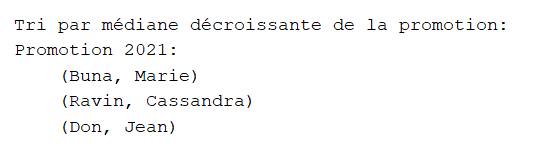 Tri par médiane décroissante de la promotion:
Promotion 2021:
(Buna, Marie)
(Ravin, Cassandra)
(Don, Jean)